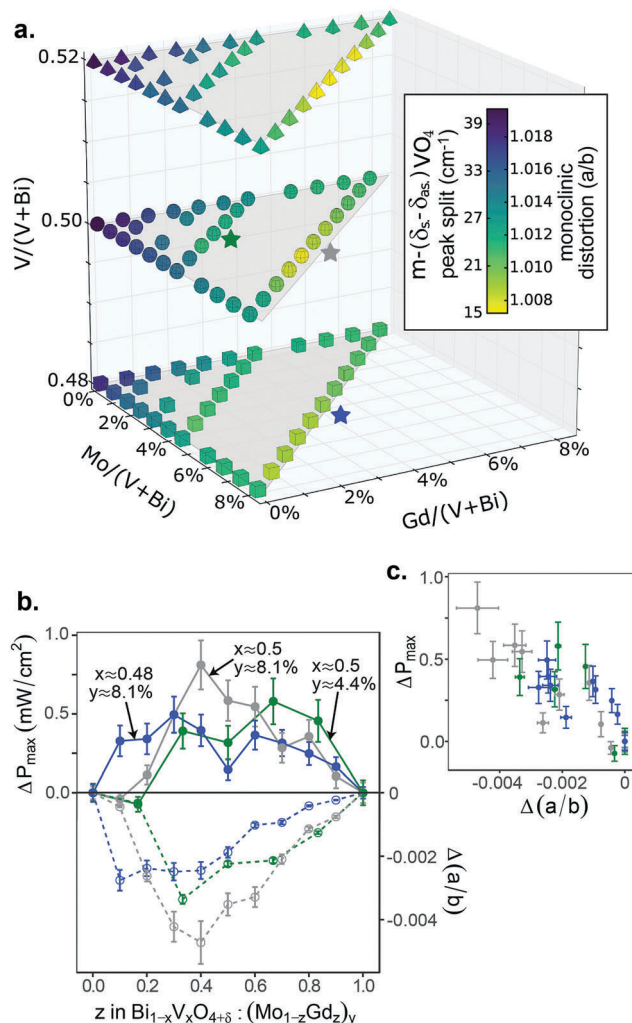 a.
0.52
0.50
0.48
V/(V+Bi)
0%
2%
4%
6%
8%
Mo/(V+Bi)
0%
2%
4%
6%
8%
Gd/(V+Bi)
m-(δs.-δas.) VO4
peak split (cm-1)
39
33
27
21
15
1.018
1.016
1.014
1.012
1.010
1.008
monoclinic
distortion (a/b)
b.
ΔPmax (mW/cm2)
1.0
0.5
0.0
x≈0.48
y≈8.1%
x≈0.5
y≈8.1%
x≈0.5
y≈4.4%
0
-0.002
-0.004
Δ(a/b)
0.0
0.2
0.4
0.6
0.8
1.0
z in Bi1-xVxO4+δ : (Mo1-zGdz)y
c.
ΔPmax
1.0
0.5
0.0
-0.004
-0.002
0
Δ(a/b)